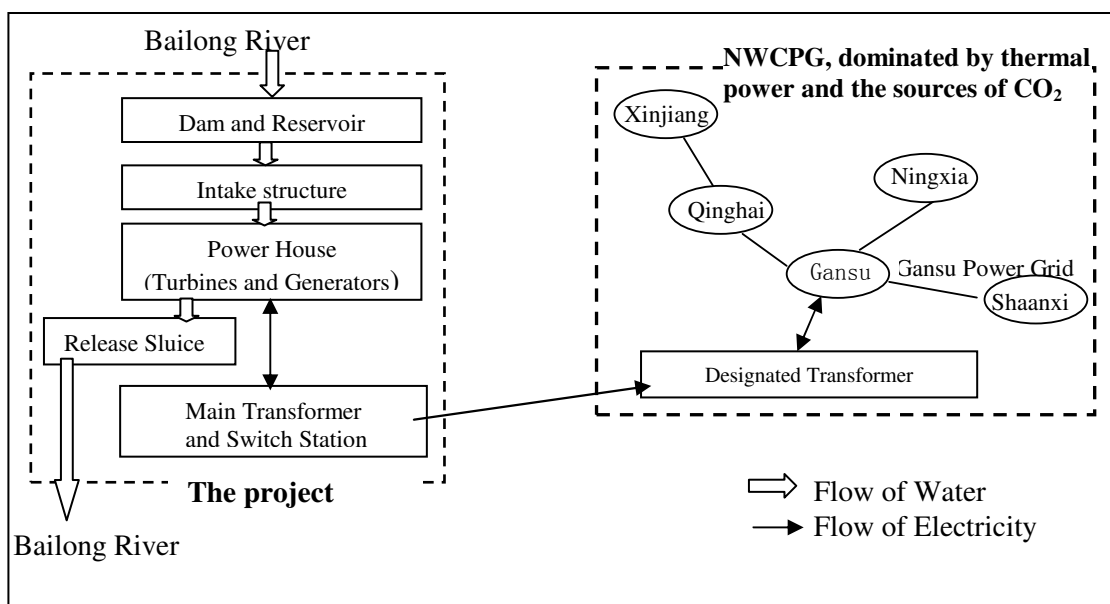 Bailong River
Dam and Reservoir
Intake structure
Power House
(Turbines and Generators)
Release Sluice
Main Transformer
and Switch Station
The project
Bailong River
NWCPG, dominated by thermal
power and the sources of CO₂
Xinjiang
Ningxia
Qinghai
Gansu
Gansu Power Grid
Shaanxi
Designated Transformer
Flow of Water
Flow of Electricity